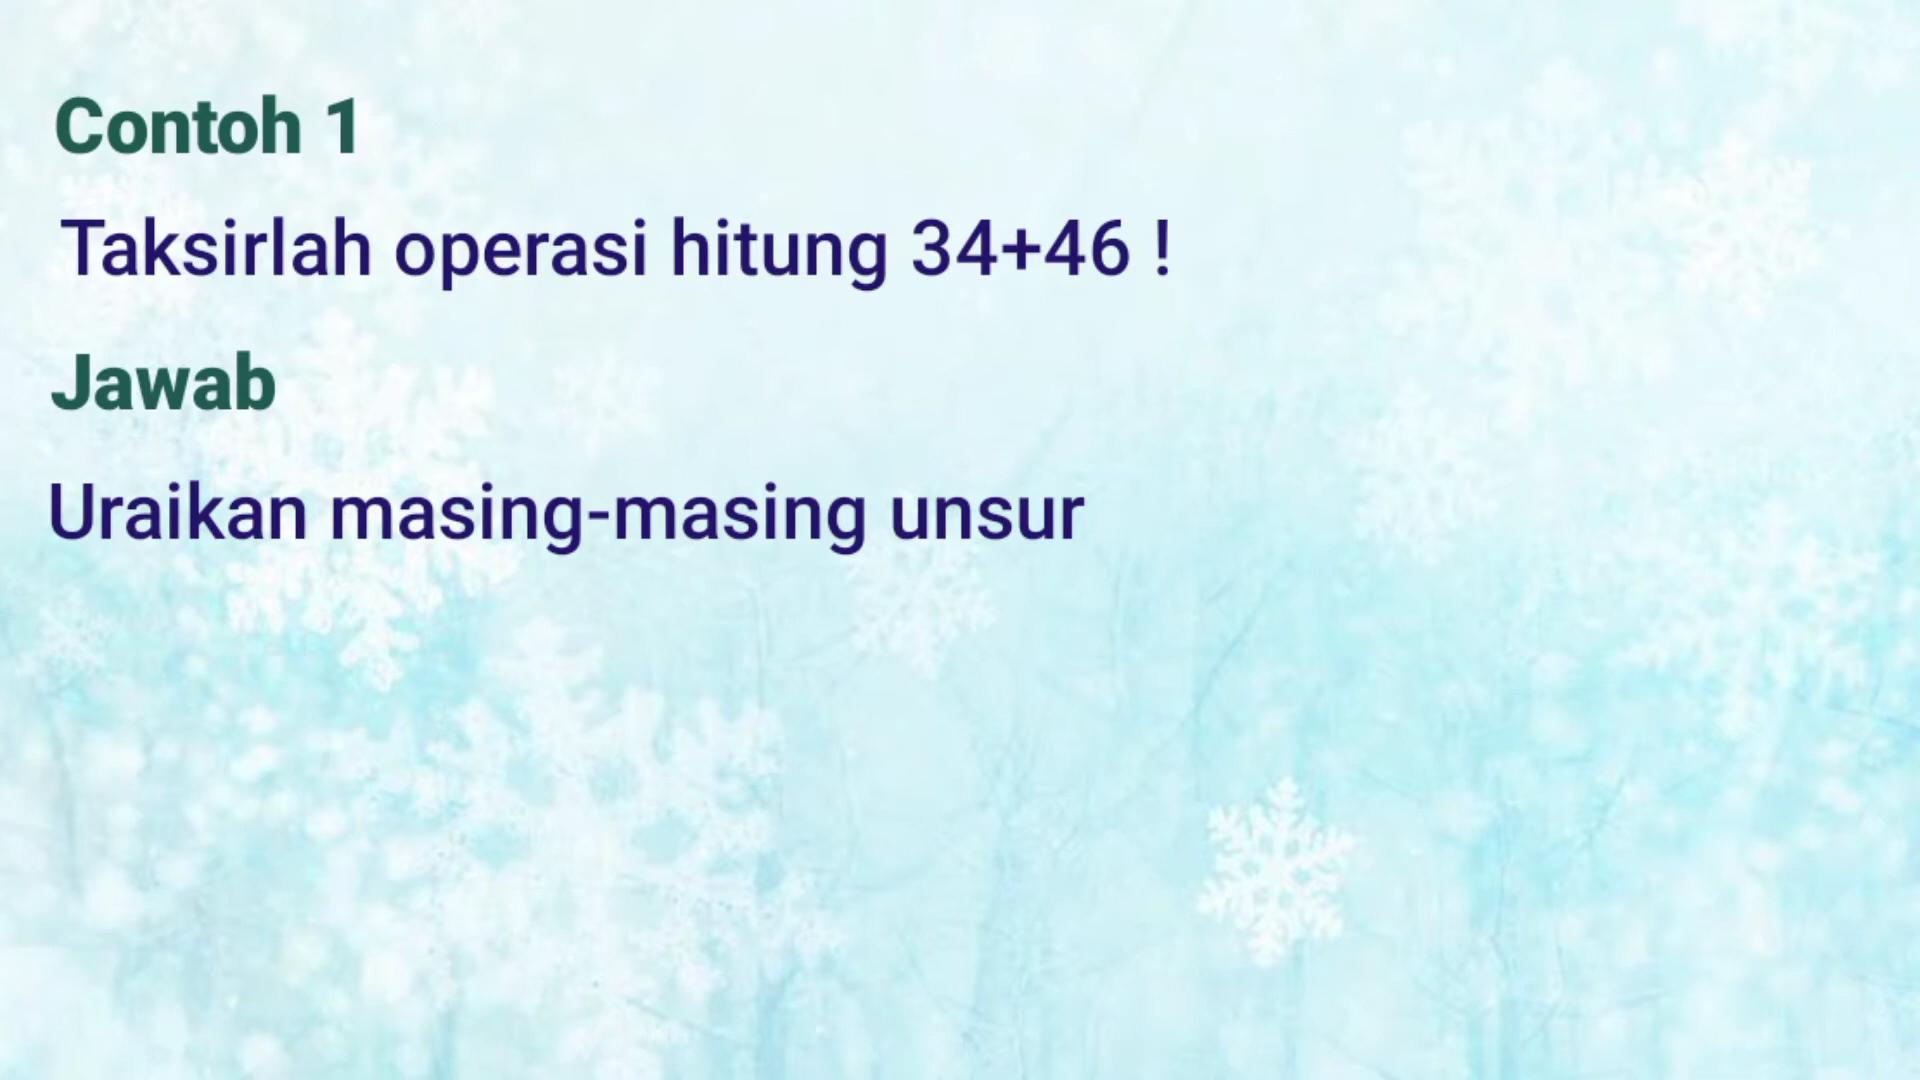 Contoh 1
Taksirlah operasi hitung 34+46 !
Jawab
Uraikan masing-masing unsur